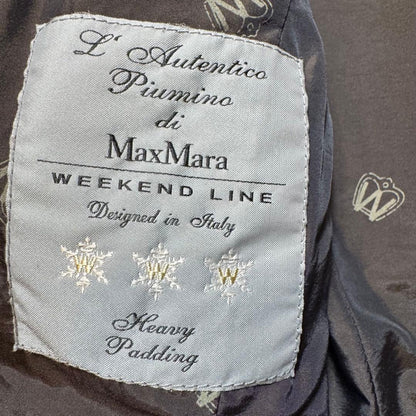 L' Autentico
Piumino
di
MaxMara
WEEKEND LINE
Designed in Italy
W W W
Heavy
Padding
W
W